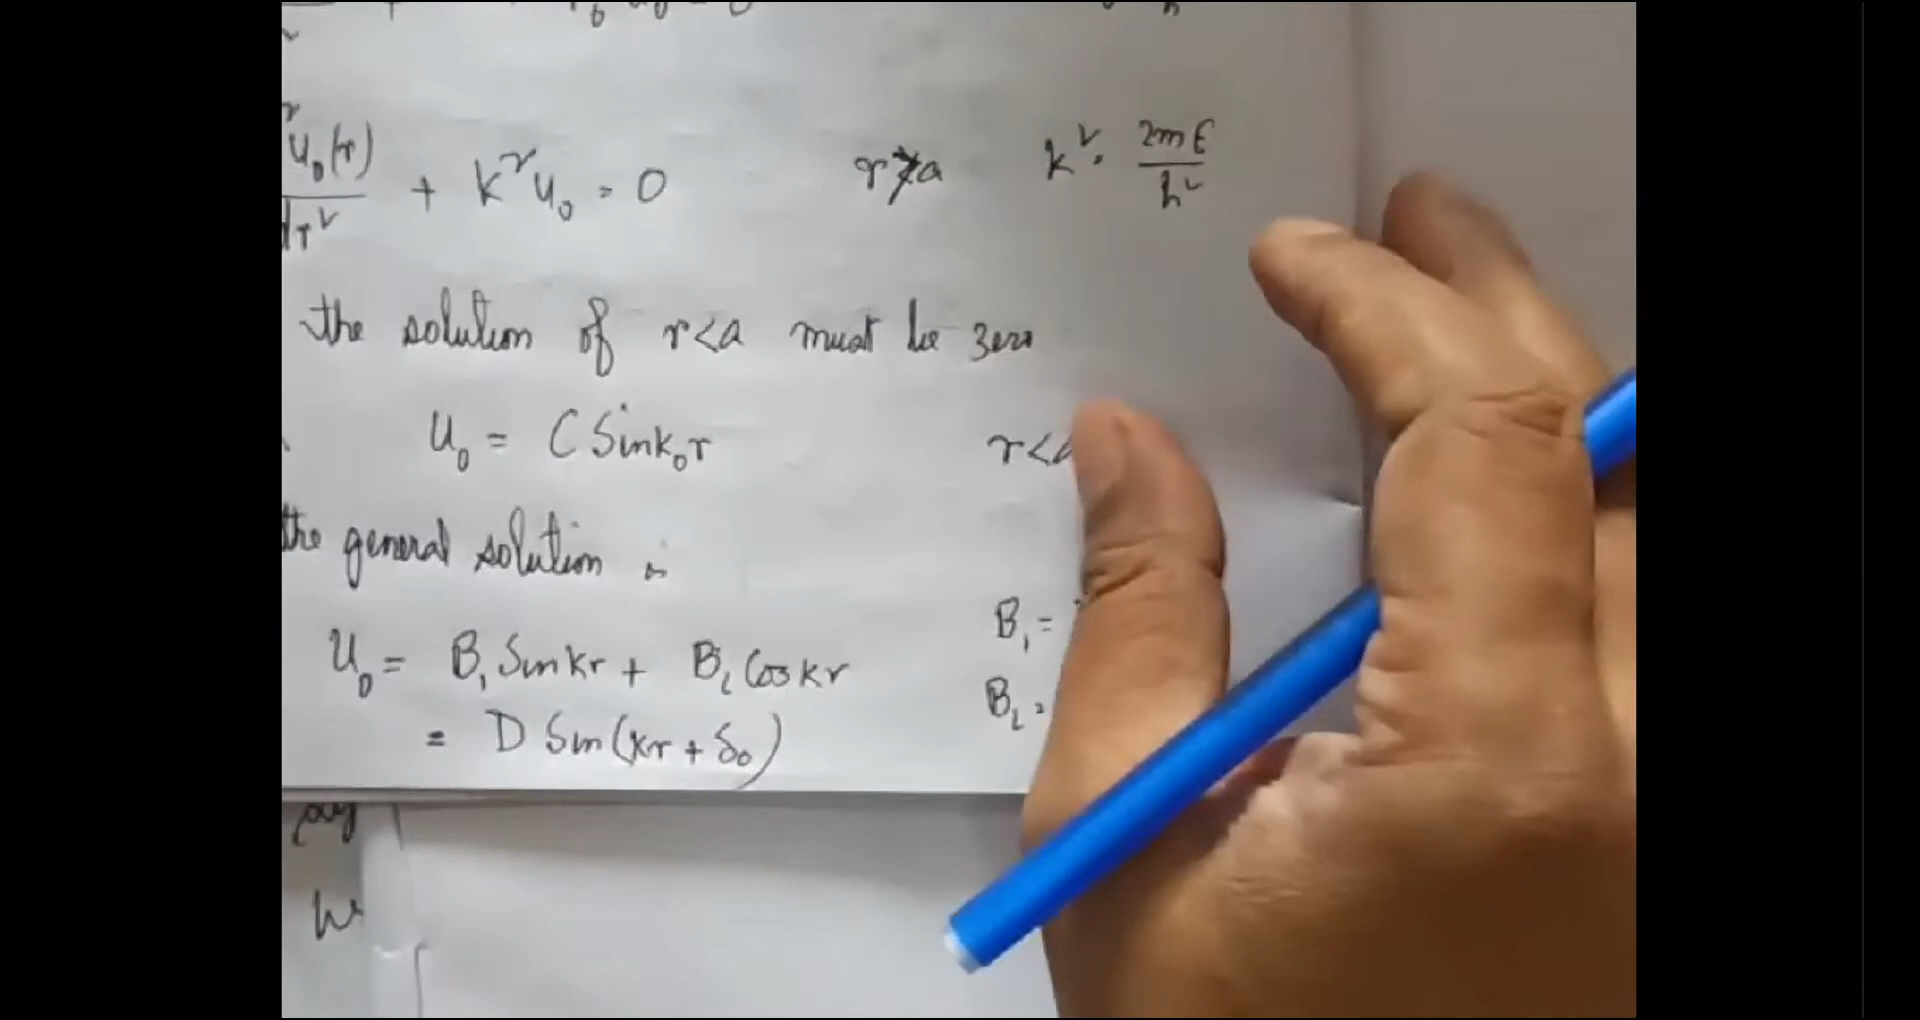 u₀(r)/dr² + k²u₀ = 0 r>a k² = 2mE/ħ²
the solution of r<a must be zero
u₀ = C Sin k₀r r<
the general solution is
u₀ = B₁ Sin kr + B₂ Cos kr B₁ =
= D Sin(kr + δ₀) B₂ =